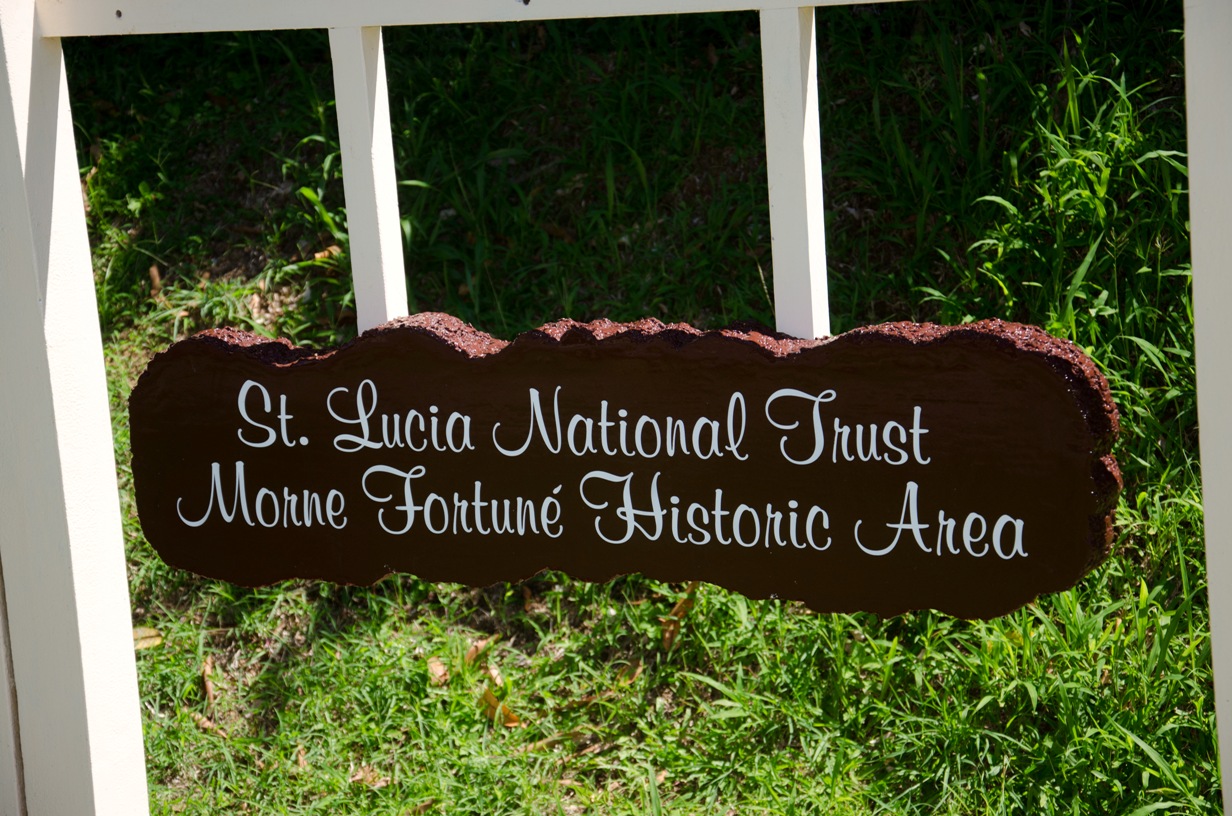 St. Lucia National Trust
Morne Fortuné Historic Area